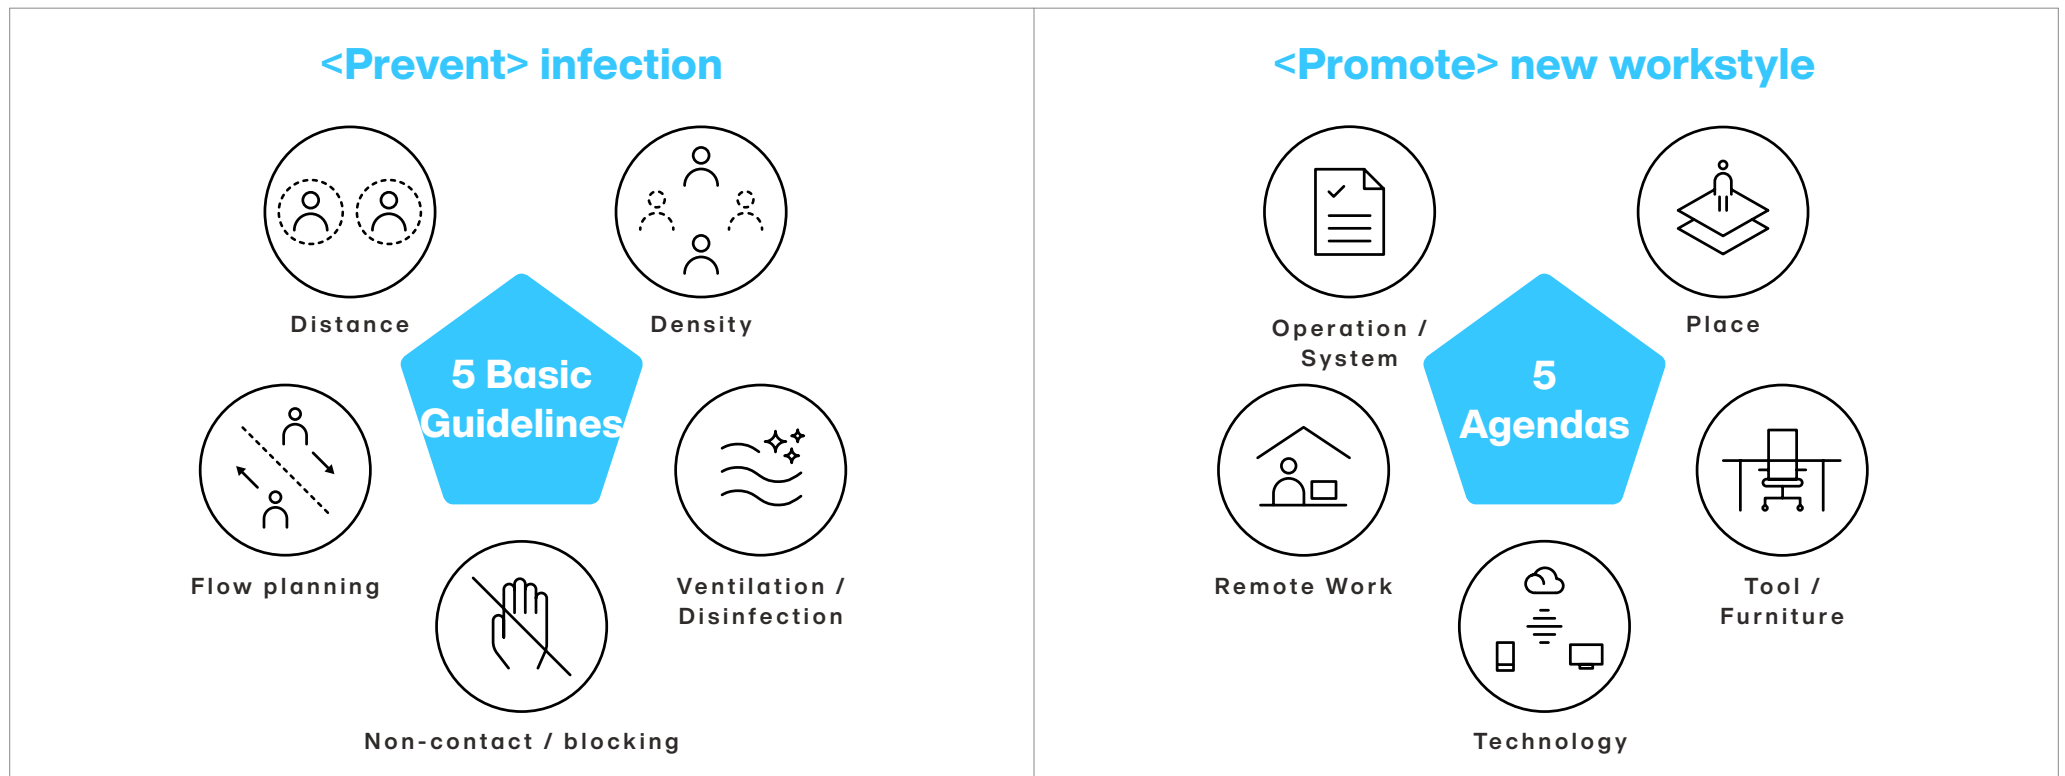 <Prevent> infection
Distance
Density
5 Basic
Guidelines
Flow planning
Ventilation /
Disinfection
Non-contact / blocking
<Promote> new workstyle
Operation /
System
Place
5
Agendas
Remote Work
Tool /
Furniture
Technology